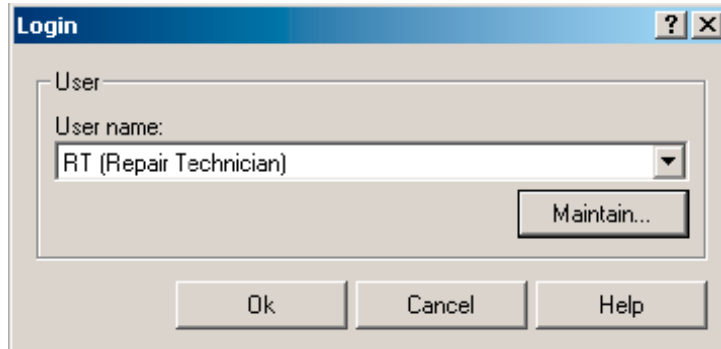 Login
User
User name:
RT (Repair Technician)
Maintain...
Ok Cancel Help